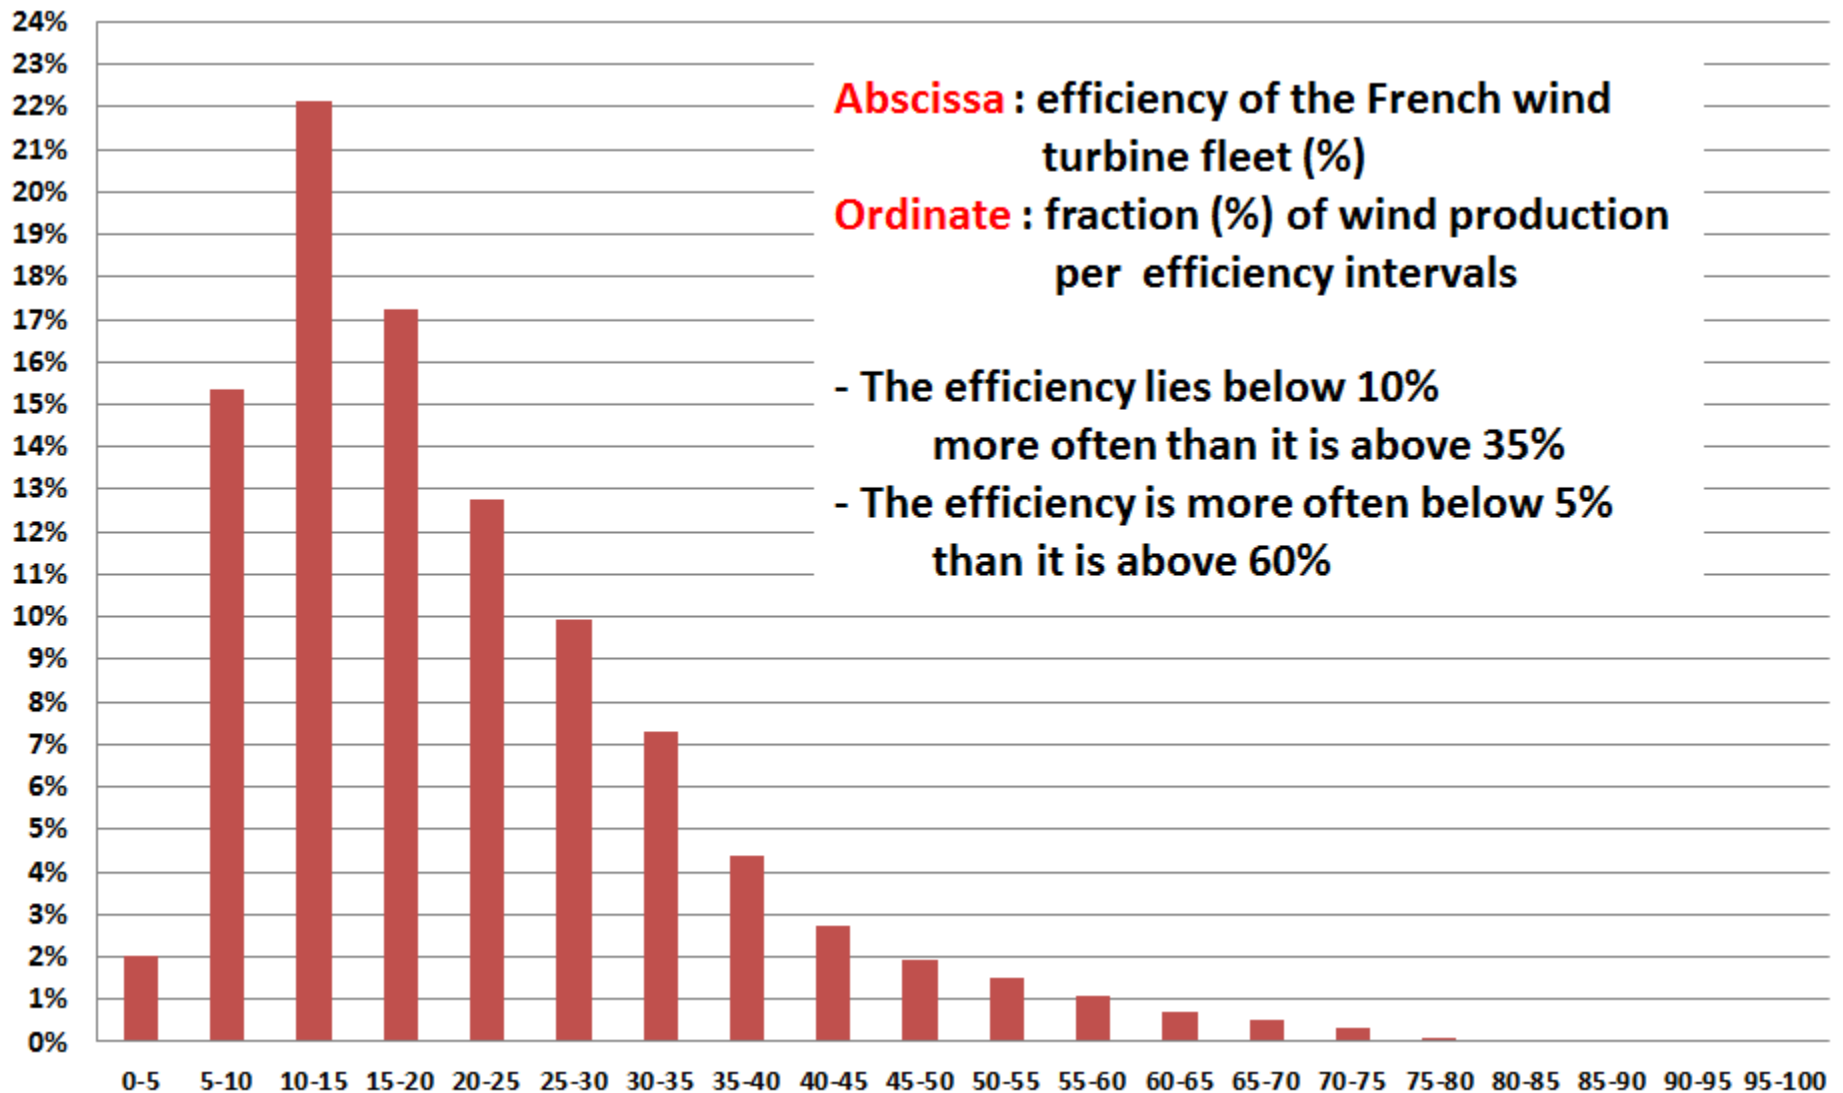 24%
23%
22%
21%
20%
19%
18%
17%
16%
15%
14%
13%
12%
11%
10%
9%
8%
7%
6%
5%
4%
3%
2%
1%
0%
Abscissa : efficiency of the French wind
turbine fleet (%)
Ordinate : fraction (%) of wind production
per efficiency intervals
- The efficiency lies below 10%
more often than it is above 35%
- The efficiency is more often below 5%
than it is above 60%
0-5 5-10 10-15 15-20 20-25 25-30 30-35 35-40 40-45 45-50 50-55 55-60 60-65 65-70 70-75 75-80 80-85 85-90 90-95 95-100